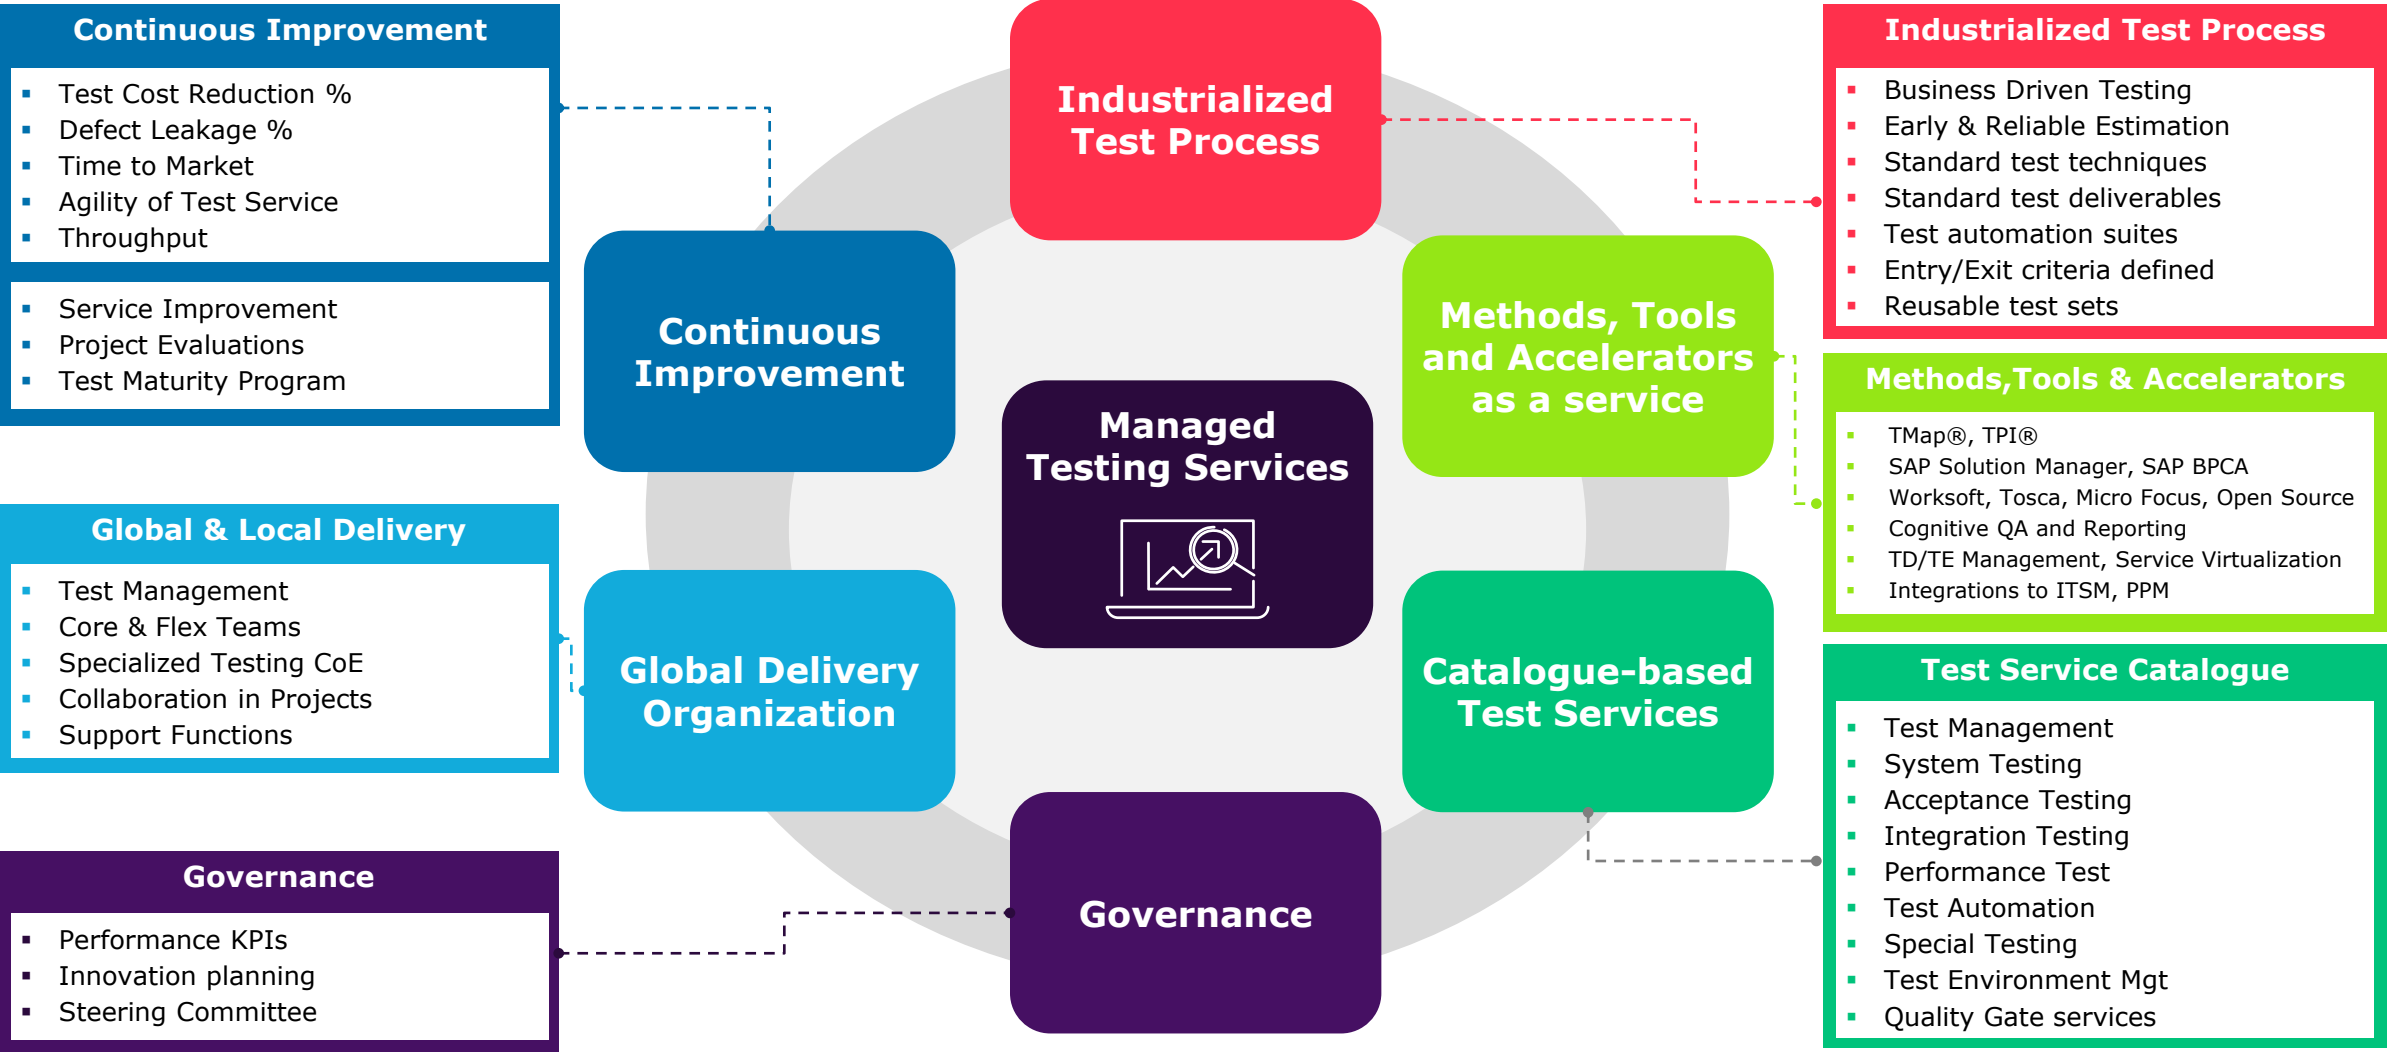 Continuous Improvement
Test Cost Reduction %
Defect Leakage %
Time to Market
Agility of Test Service
Throughput
Service Improvement
Project Evaluations
Test Maturity Program
Global & Local Delivery
Test Management
Core & Flex Teams
Specialized Testing CoE
Collaboration in Projects
Support Functions
Governance
Performance KPIs
Innovation planning
Steering Committee
Industrialized
Test Process
Continuous
Improvement
Methods, Tools
and Accelerators
as a service
Managed
Testing Services
Global Delivery
Organization
Catalogue-based
Test Services
Governance
Industrialized Test Process
Business Driven Testing
Early & Reliable Estimation
Standard test techniques
Standard test deliverables
Test automation suites
Entry/Exit criteria defined
Reusable test sets
Methods,Tools & Accelerators
TMap®, TPI®
SAP Solution Manager, SAP BPCA
Worksoft, Tosca, Micro Focus, Open Source
Cognitive QA and Reporting
TD/TE Management, Service Virtualization
Integrations to ITSM, PPM
Test Service Catalogue
Test Management
System Testing
Acceptance Testing
Integration Testing
Performance Test
Test Automation
Special Testing
Test Environment Mgt
Quality Gate services